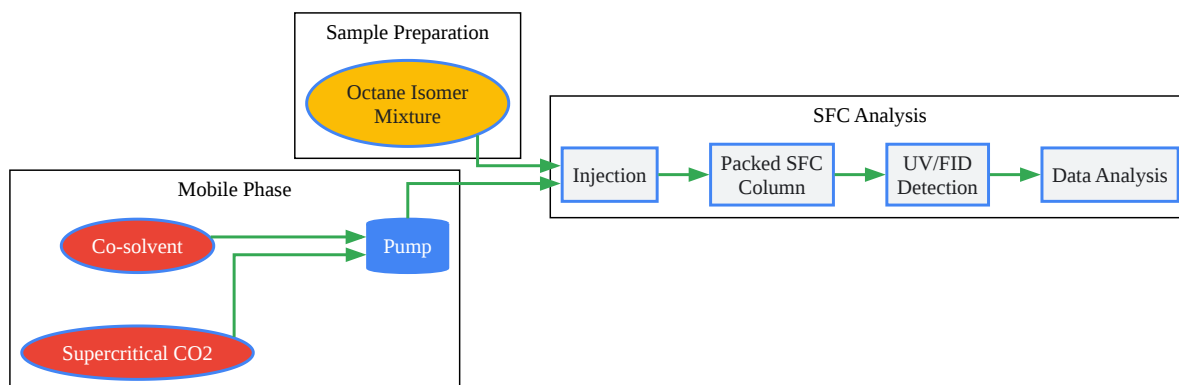 Sample Preparation
Octane Isomer
Mixture
SFC Analysis
Injection
Packed SFC
Column
UV/FID
Detection
Data Analysis
Mobile Phase
Co-solvent
Pump
Supercritical CO2